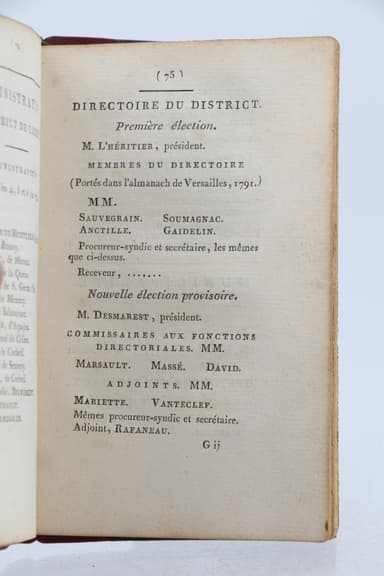 ( 75 )
DIRECTOIRE DU DISTRICT.
Première élection.
M. L'HÉRITIER, président.
MEMBRES DU DIRECTOIRE
(Portés dans l'almanach de Versailles, 1791.)
MM.
SAUVEGRAIN. SOUMAGNAC.
ANCTILLE. GAIDELIN.
Procureur-syndic et secrétaire, les mêmes
que ci-dessus.
Receveur, .......
Nouvelle élection provisoire.
M. DESMAREST, président.
COMMISSAIRES AUX FONCTIONS
DIRECTORIALES. MM.
MARSAULT. MASSÉ. DAVID.
ADJOINTS. MM.
MARIETTE. VANTECLEF.
Mêmes procureur-syndic et secrétaire.
Adjoint, RAFANEAU.
G ij